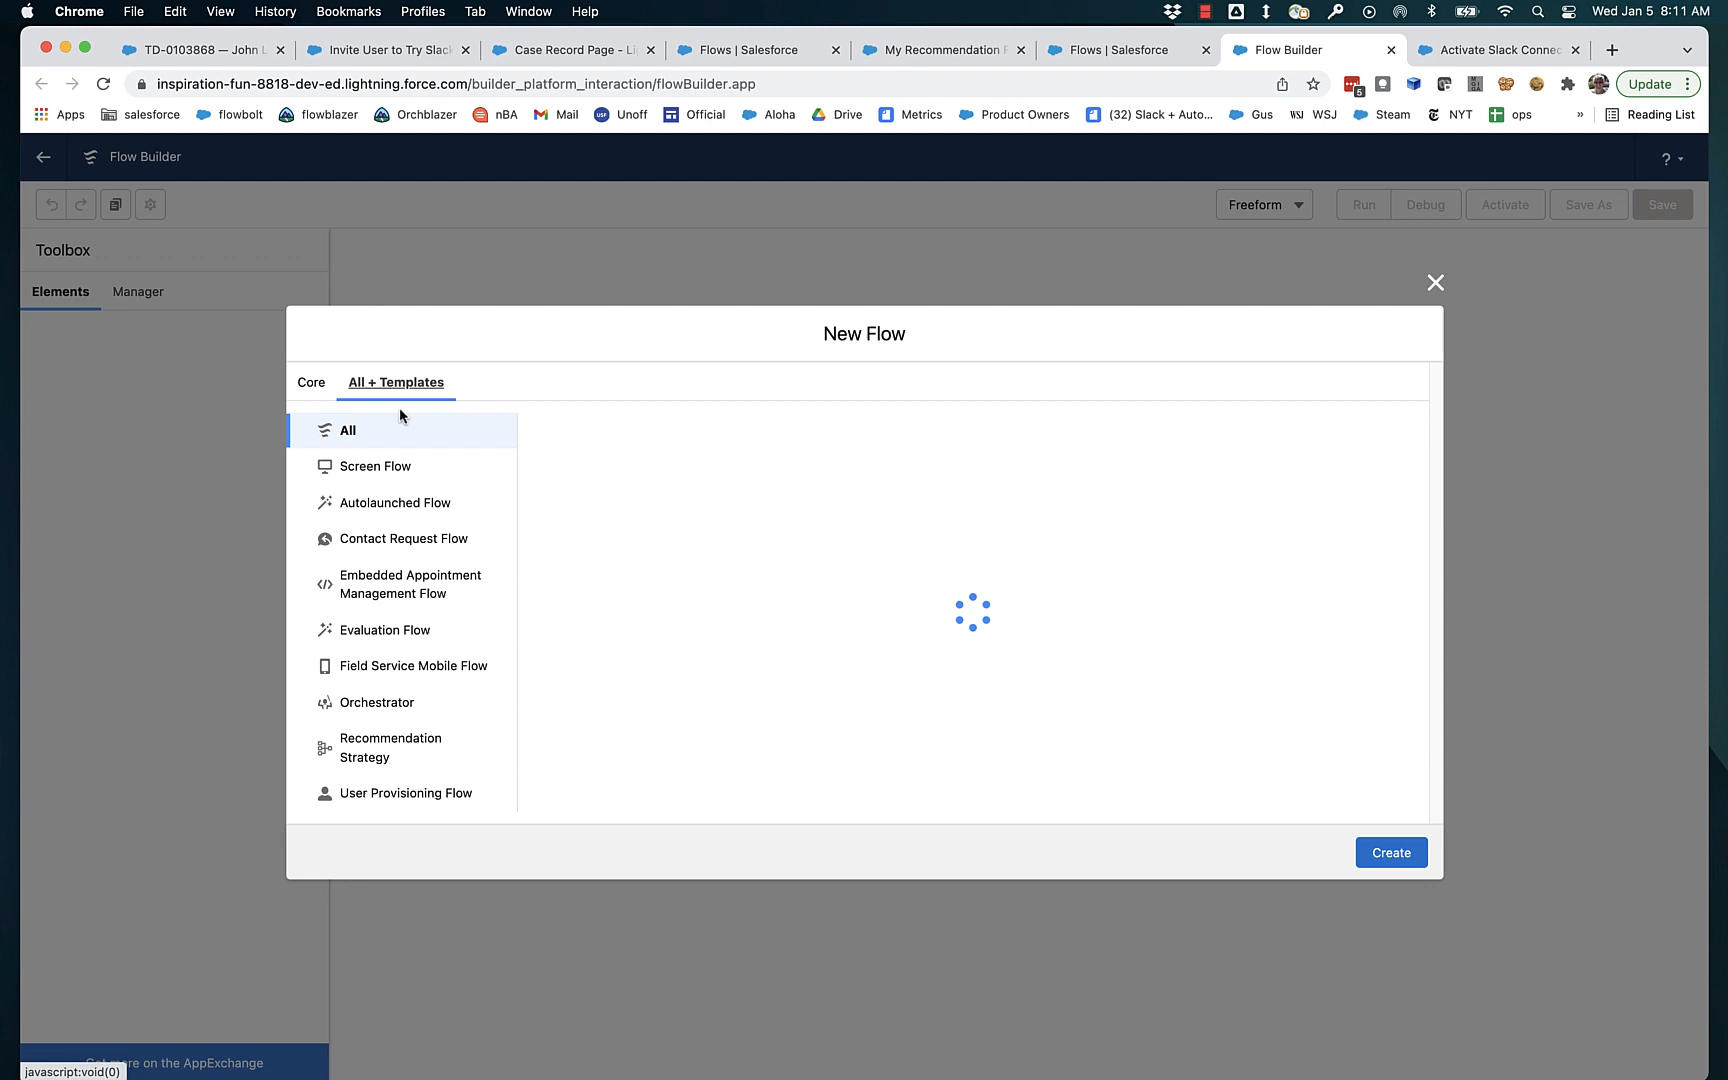 Chrome File Edit View History Bookmarks Profiles Tab Window Help Wed Jan 5 8:11 AM
TD-0103868 — John L Invite User to Try Slack Case Record Page - Li Flows | Salesforce My Recommendation F Flows | Salesforce Flow Builder Activate Slack Connec
inspiration-fun-8818-dev-ed.lightning.force.com/builder_platform_interaction/flowBuilder.app 5 Update
Apps salesforce flowbolt flowblazer Orchblazer nBA Mail Unoff Official Aloha Drive Metrics Product Owners (32) Slack + Auto... Gus WSJ WSJ Steam NYT ops » Reading List
Flow Builder ?
Freeform Run Debug Activate Save As Save
Toolbox
Elements Manager
New Flow
Core All + Templates
All
Screen Flow
Autolaunched Flow
Contact Request Flow
Embedded Appointment
Management Flow
Evaluation Flow
Field Service Mobile Flow
Orchestrator
Recommendation
Strategy
User Provisioning Flow
Create
Get more on the AppExchange
javascript:void(0)